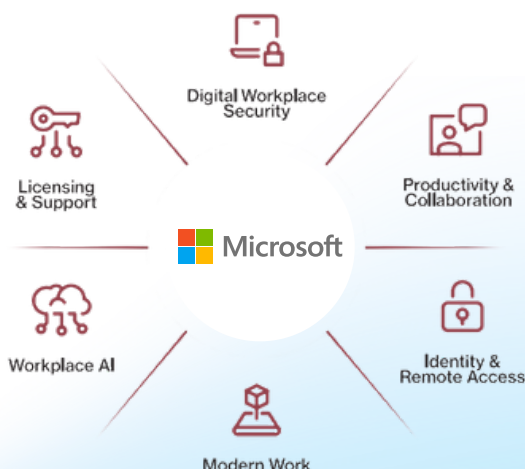 Digital Workplace
Security
Licensing
& Support
Productivity &
Collaboration
Microsoft
Workplace AI
Identity &
Remote Access
Modern Work